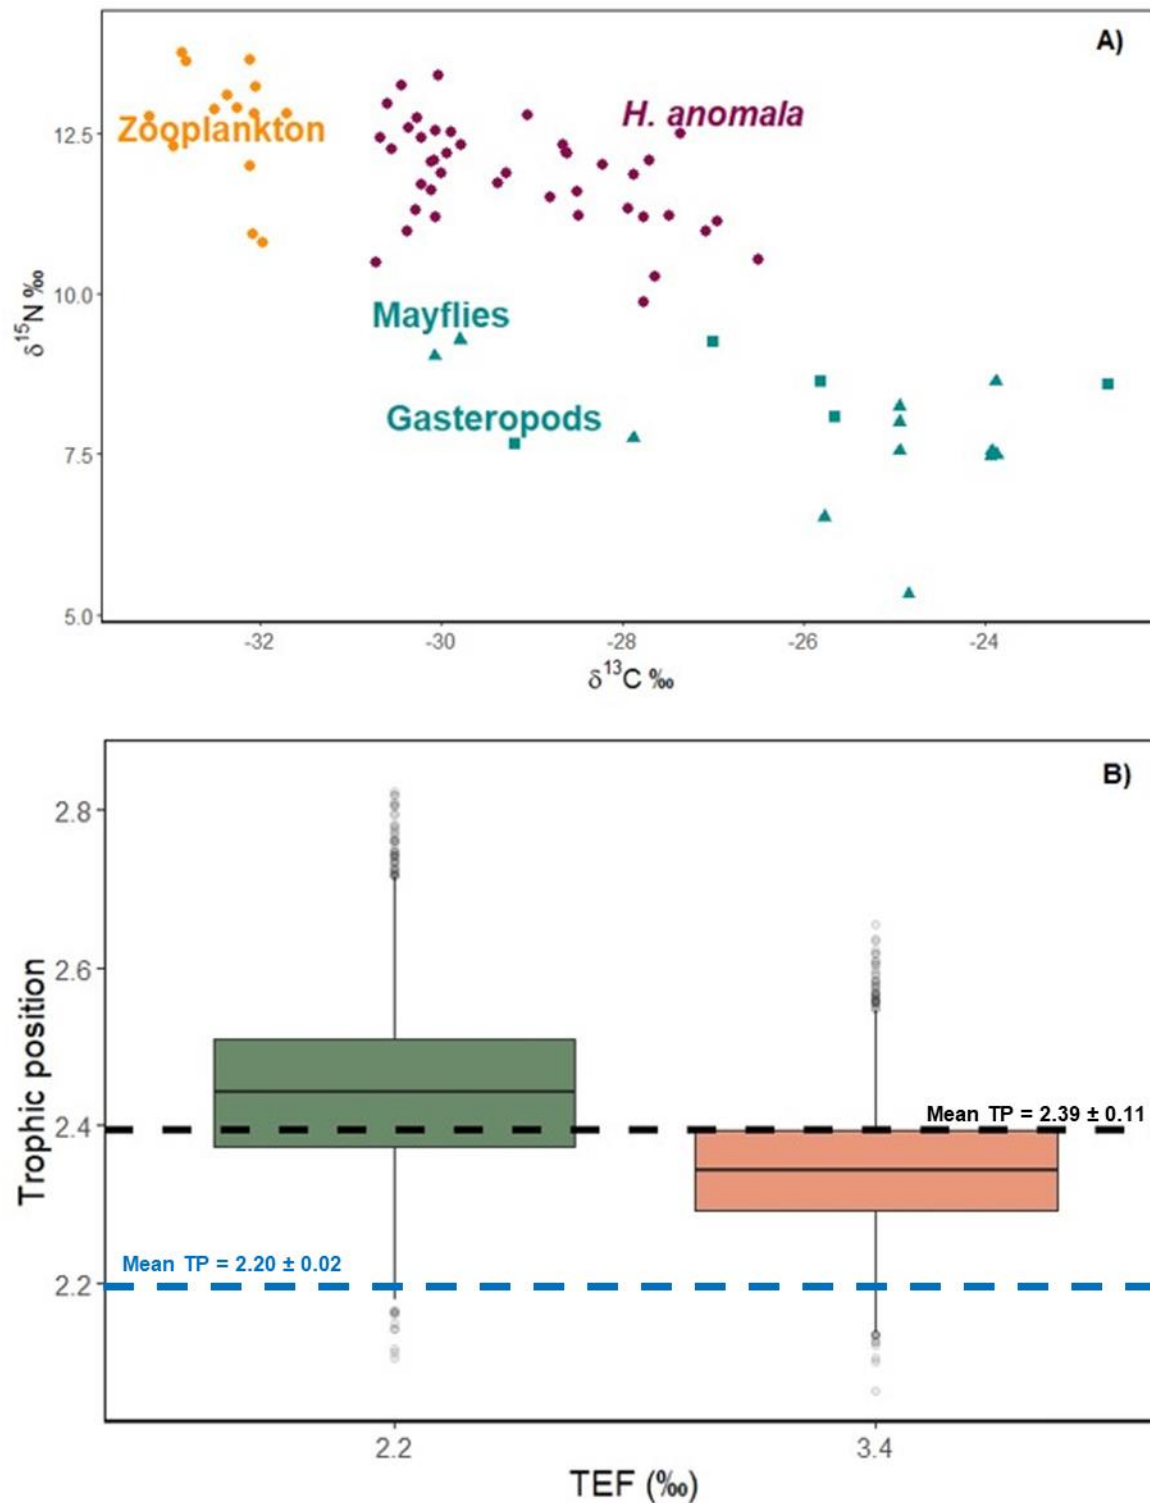 A)
Zooplankton
H. anomala
12.5
10.0
Mayflies
Gasteropods
7.5
5.0
δ15N ‰
-32 -30 -28 -26 -24
δ13C ‰
B)
2.8
2.6
Mean TP = 2.39 ± 0.11
2.4
Mean TP = 2.20 ± 0.02
2.2
Trophic position
2.2 3.4
TEF (‰)